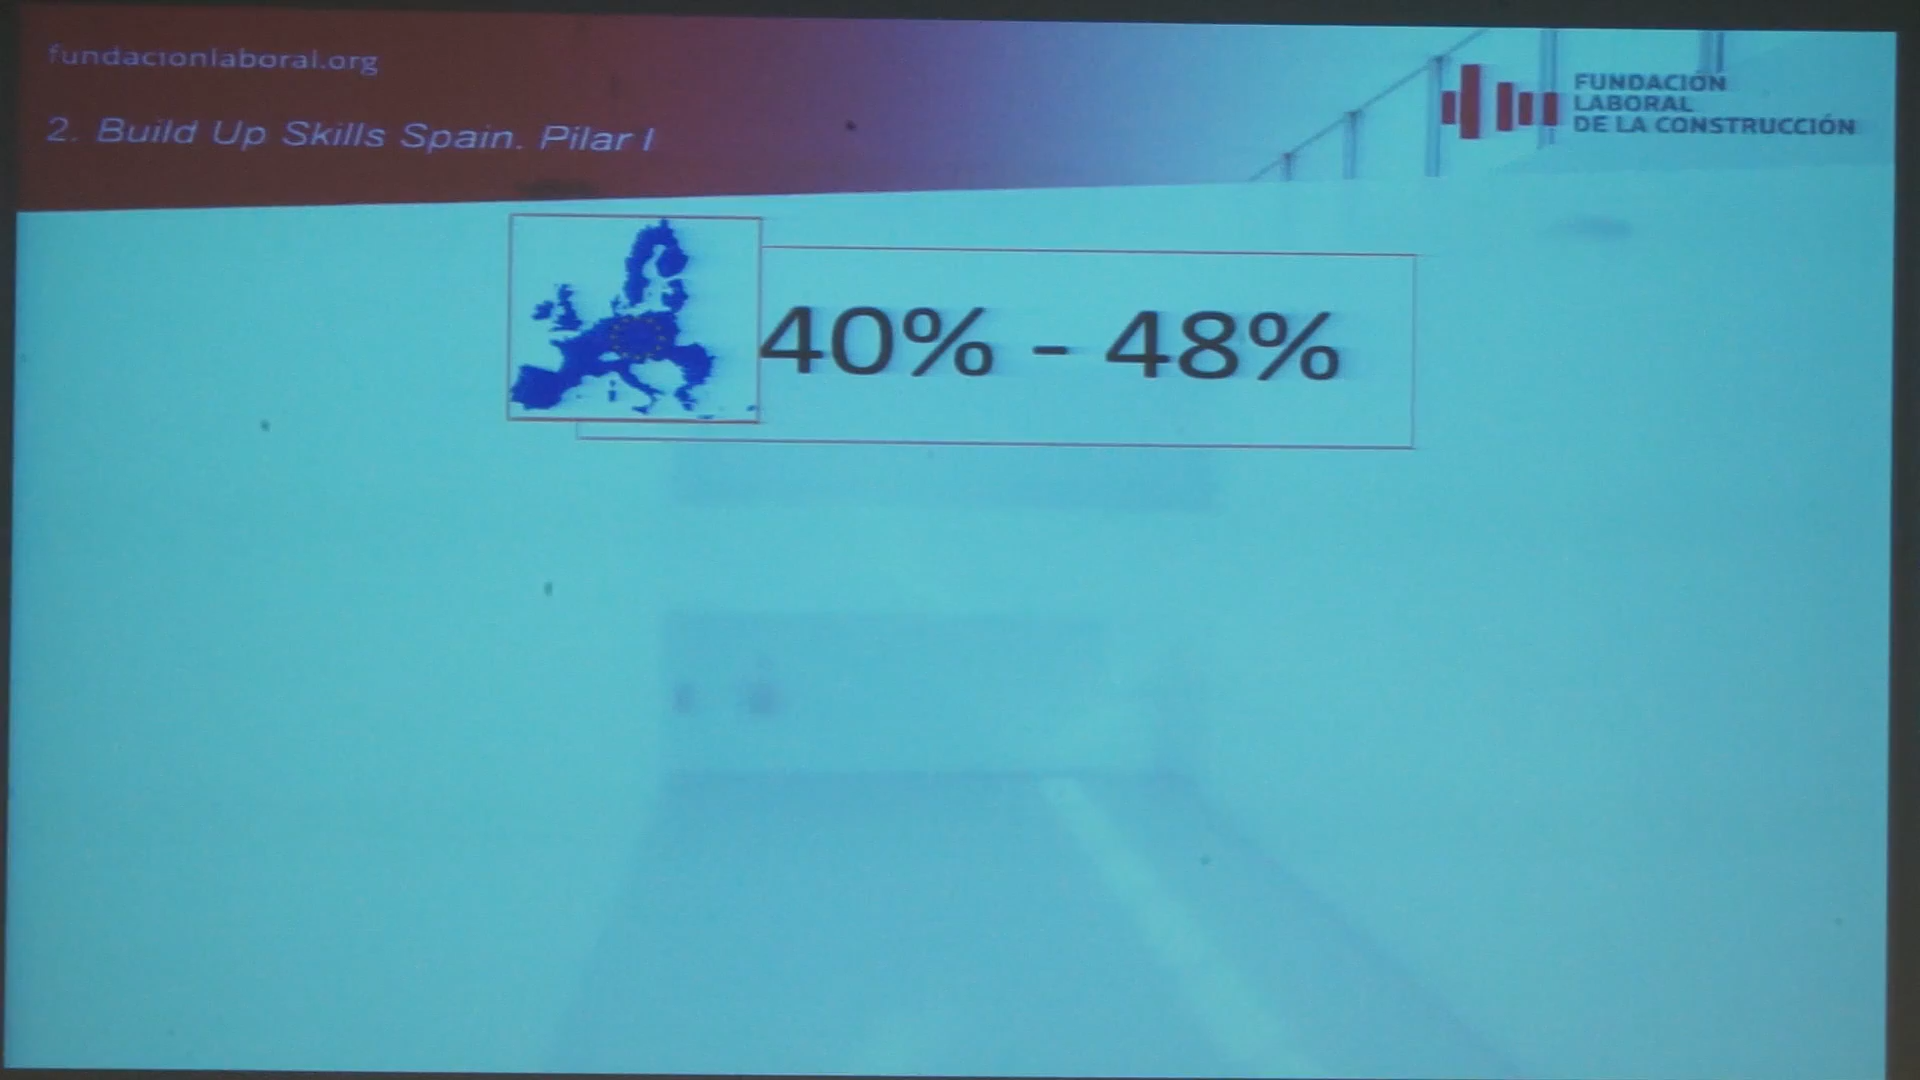 fundacionlaboral.org
2. Build Up Skills Spain. Pilar I
FUNDACIÓN
LABORAL
DE LA CONSTRUCCIÓN
40% - 48%